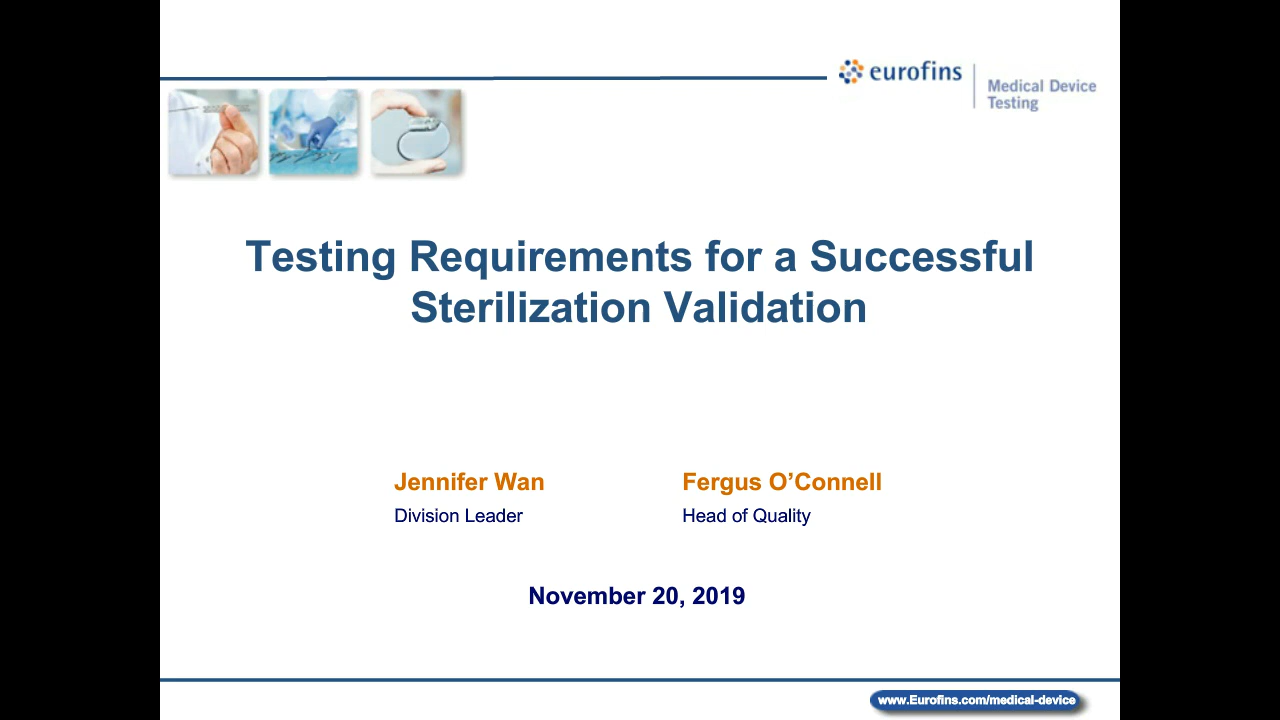 eurofins
Medical Device
Testing
Testing Requirements for a Successful
Sterilization Validation
Jennifer Wan
Division Leader
Fergus O’Connell
Head of Quality
November 20, 2019
www.Eurofins.com/medical-device